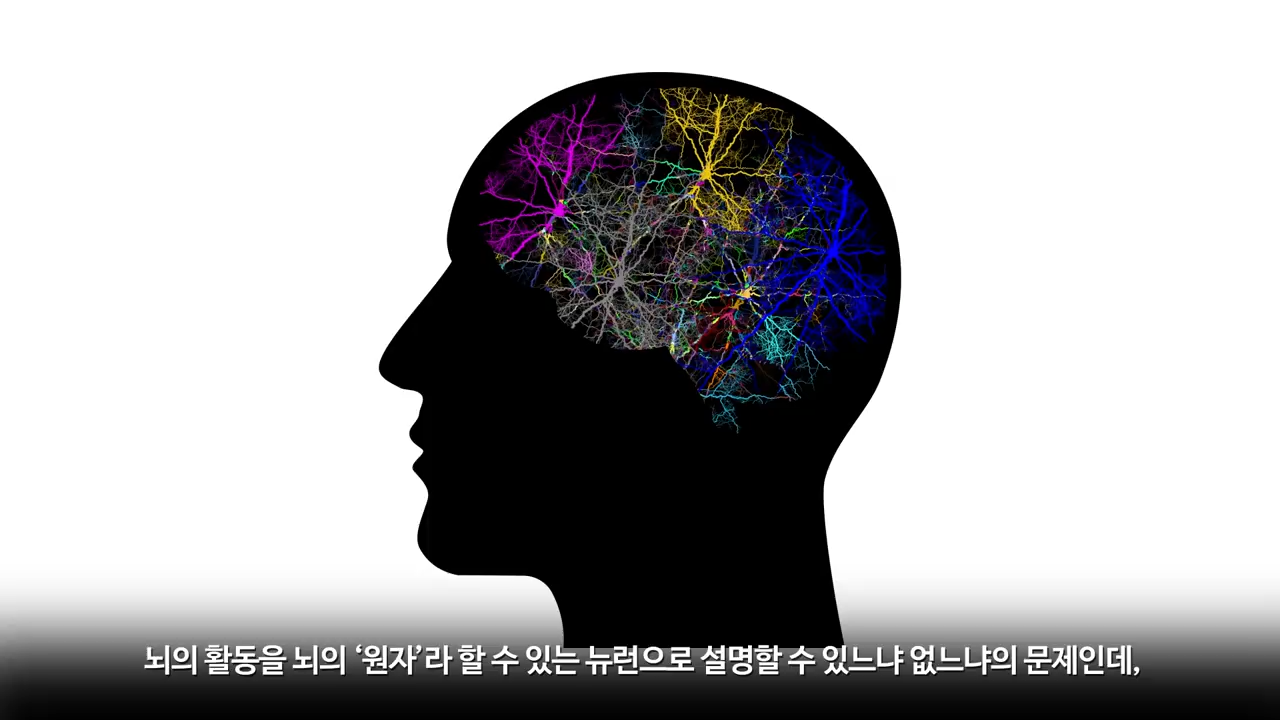 뇌의 활동을 뇌의 ‘원자’라 할 수 있는 뉴런으로 설명할 수 있느냐 없느냐의 문제인데,